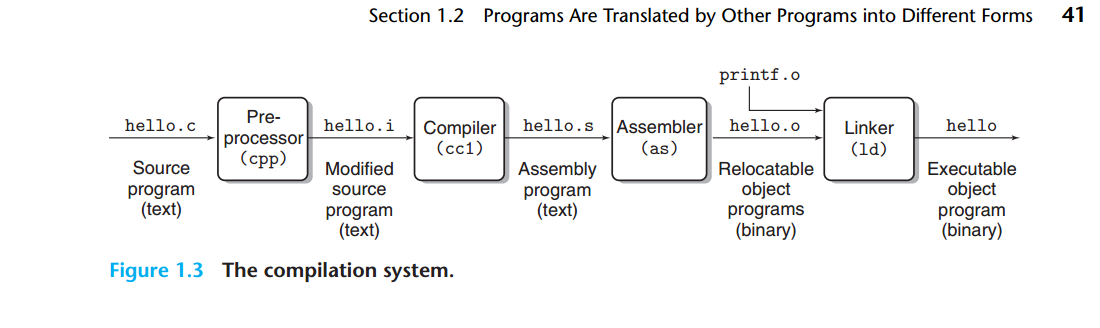 Section 1.2 Programs Are Translated by Other Programs into Different Forms 41
printf.o
hello.c
Pre-
processor
(cpp)
hello.i
Compiler
(cc1)
hello.s
Assembler
(as)
hello.o
Linker
(ld)
hello
Source
program
(text)
Modified
source
program
(text)
Assembly
program
(text)
Relocatable
object
programs
(binary)
Executable
object
program
(binary)
Figure 1.3 The compilation system.